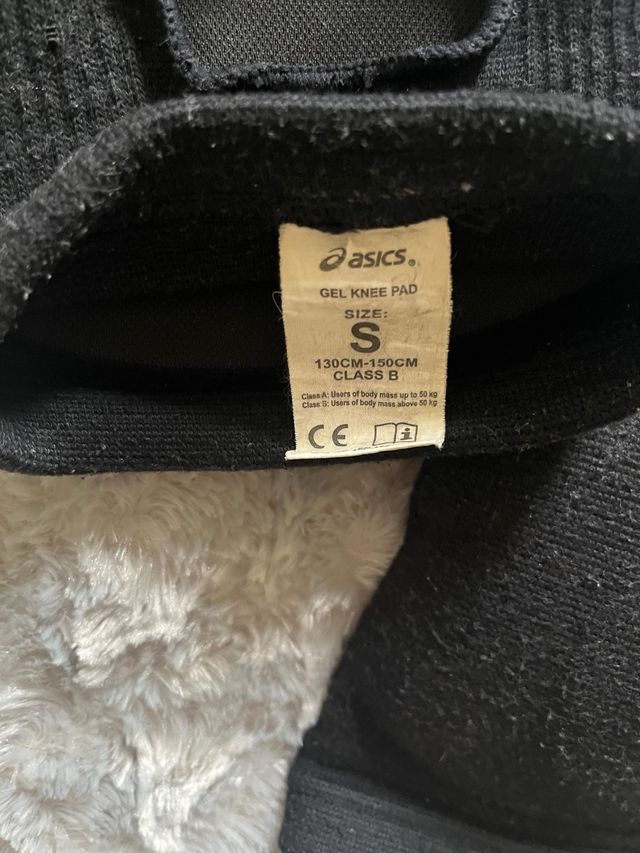 asics®
GEL KNEE PAD
SIZE:
S
130CM-150CM
CLASS B
Class A: Users of body mass up to 50 kg
Class B: Users of body mass above 50 kg
CE i